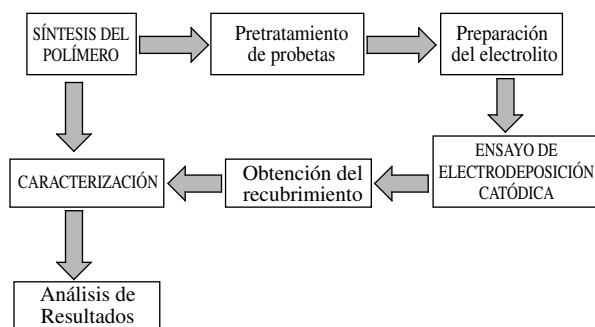 SÍNTESIS DEL
POLÍMERO
Pretratamiento
de probetas
Preparación
del electrolito
ENSAYO DE
ELECTRODEPOSICIÓN
CATÓDICA
Obtención del
recubrimiento
CARACTERIZACIÓN
Análisis de
Resultados